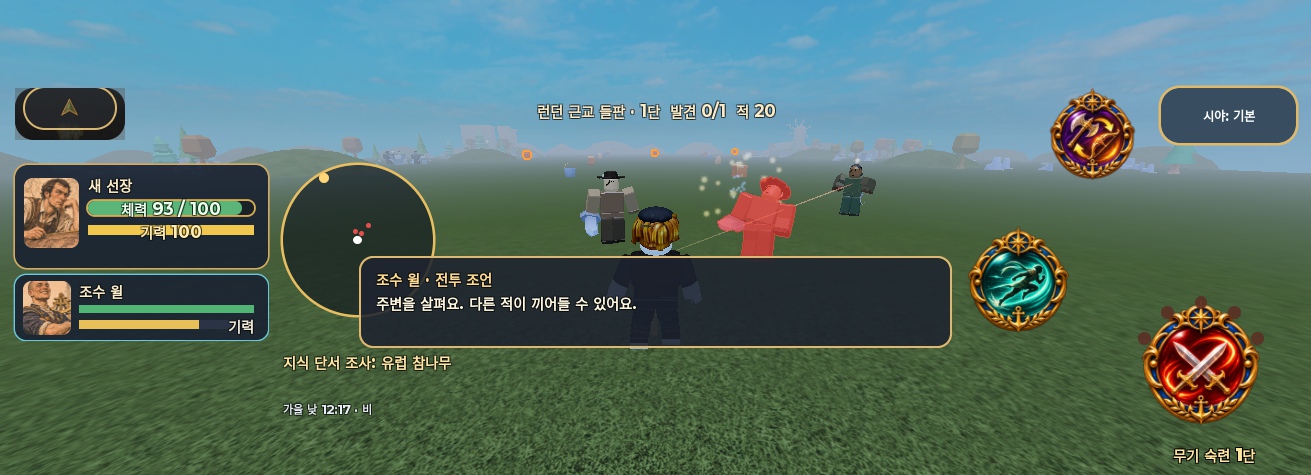 런던 근교 들판 · 1단 발견 0/1 적 20
시야: 기본
새 선장
체력 93 / 100
기력 100
조수 월
기력
조수 월 · 전투 조언
주변을 살펴요. 다른 적이 끼어들 수 있어요.
지식 단서 조사: 유럽 참나무
가을 낮 12:17 · 비
무기 숙련 1단